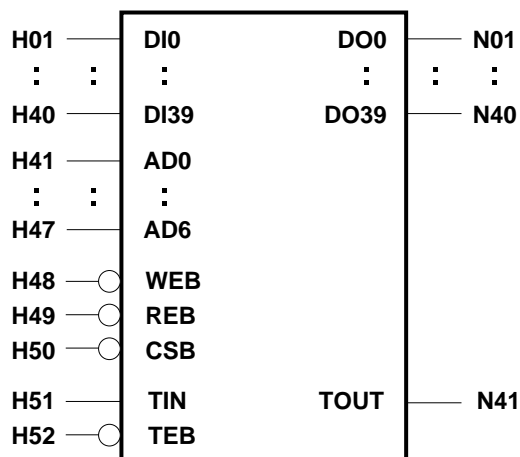 H01 DI0 DO0 N01
: : : : : :
H40 DI39 DO39 N40
H41 AD0
: : :
H47 AD6
H48 WEB
H49 REB
H50 CSB
H51 TIN TOUT N41
H52 TEB